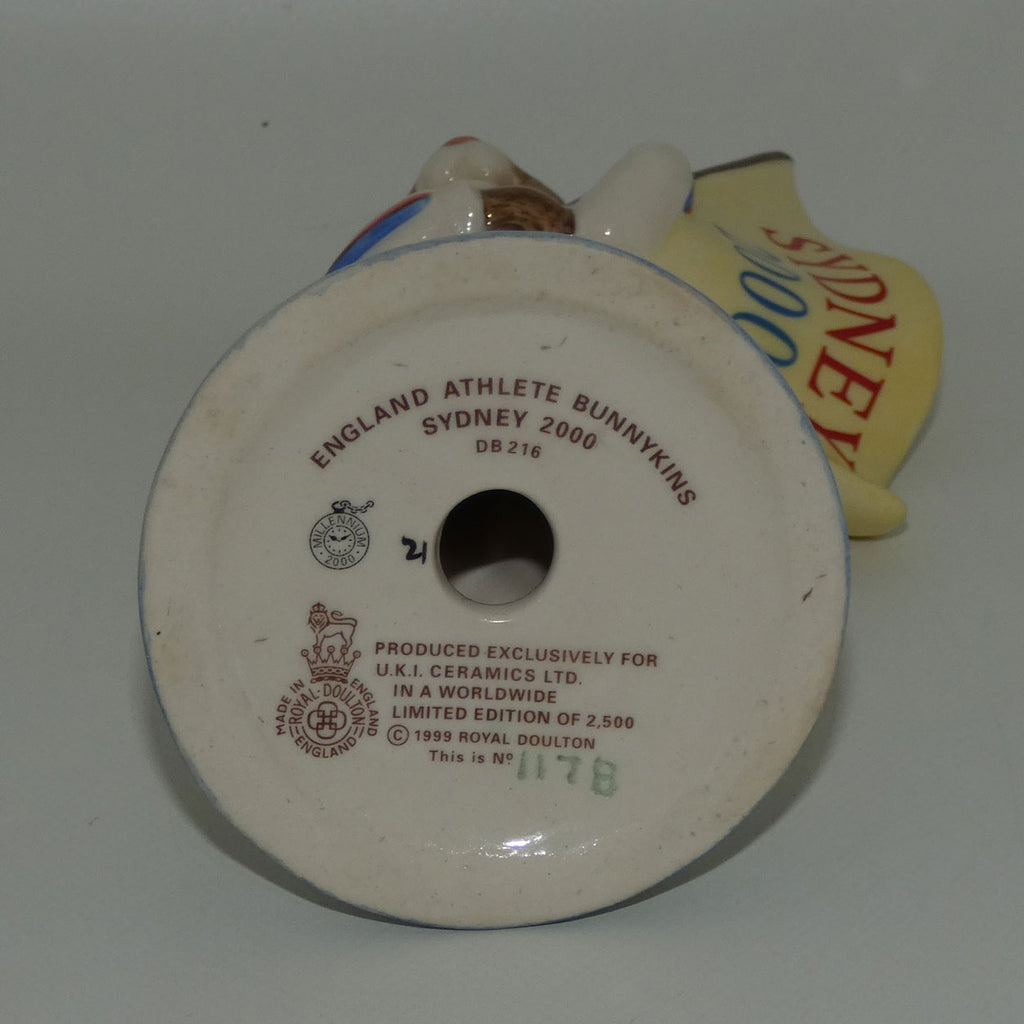 ENGLAND ATHLETE BUNNYKINS
SYDNEY 2000
DB 216
MILLENNIUM
2000
21
MADE IN ENGLAND
ROYAL·DOULTON
ENGLAND
PRODUCED EXCLUSIVELY FOR
U.K.I. CERAMICS LTD.
IN A WORLDWIDE
LIMITED EDITION OF 2,500
© 1999 ROYAL DOULTON
This is Nº 1178
SYDNEY
2000